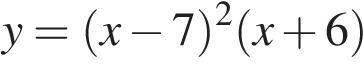 y = (x − 7)²(x + 6)